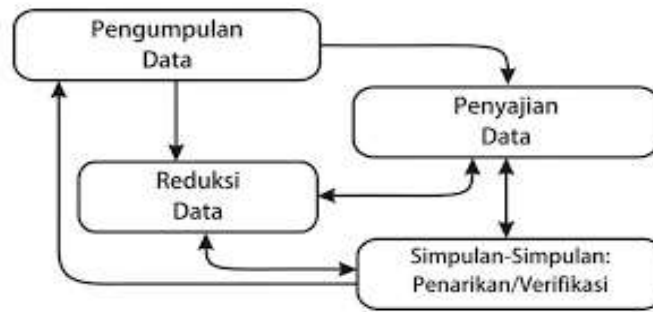 Pengumpulan
Data
Penyajian
Data
Reduksi
Data
Simpulan-Simpulan:
Penarikan/Verifikasi